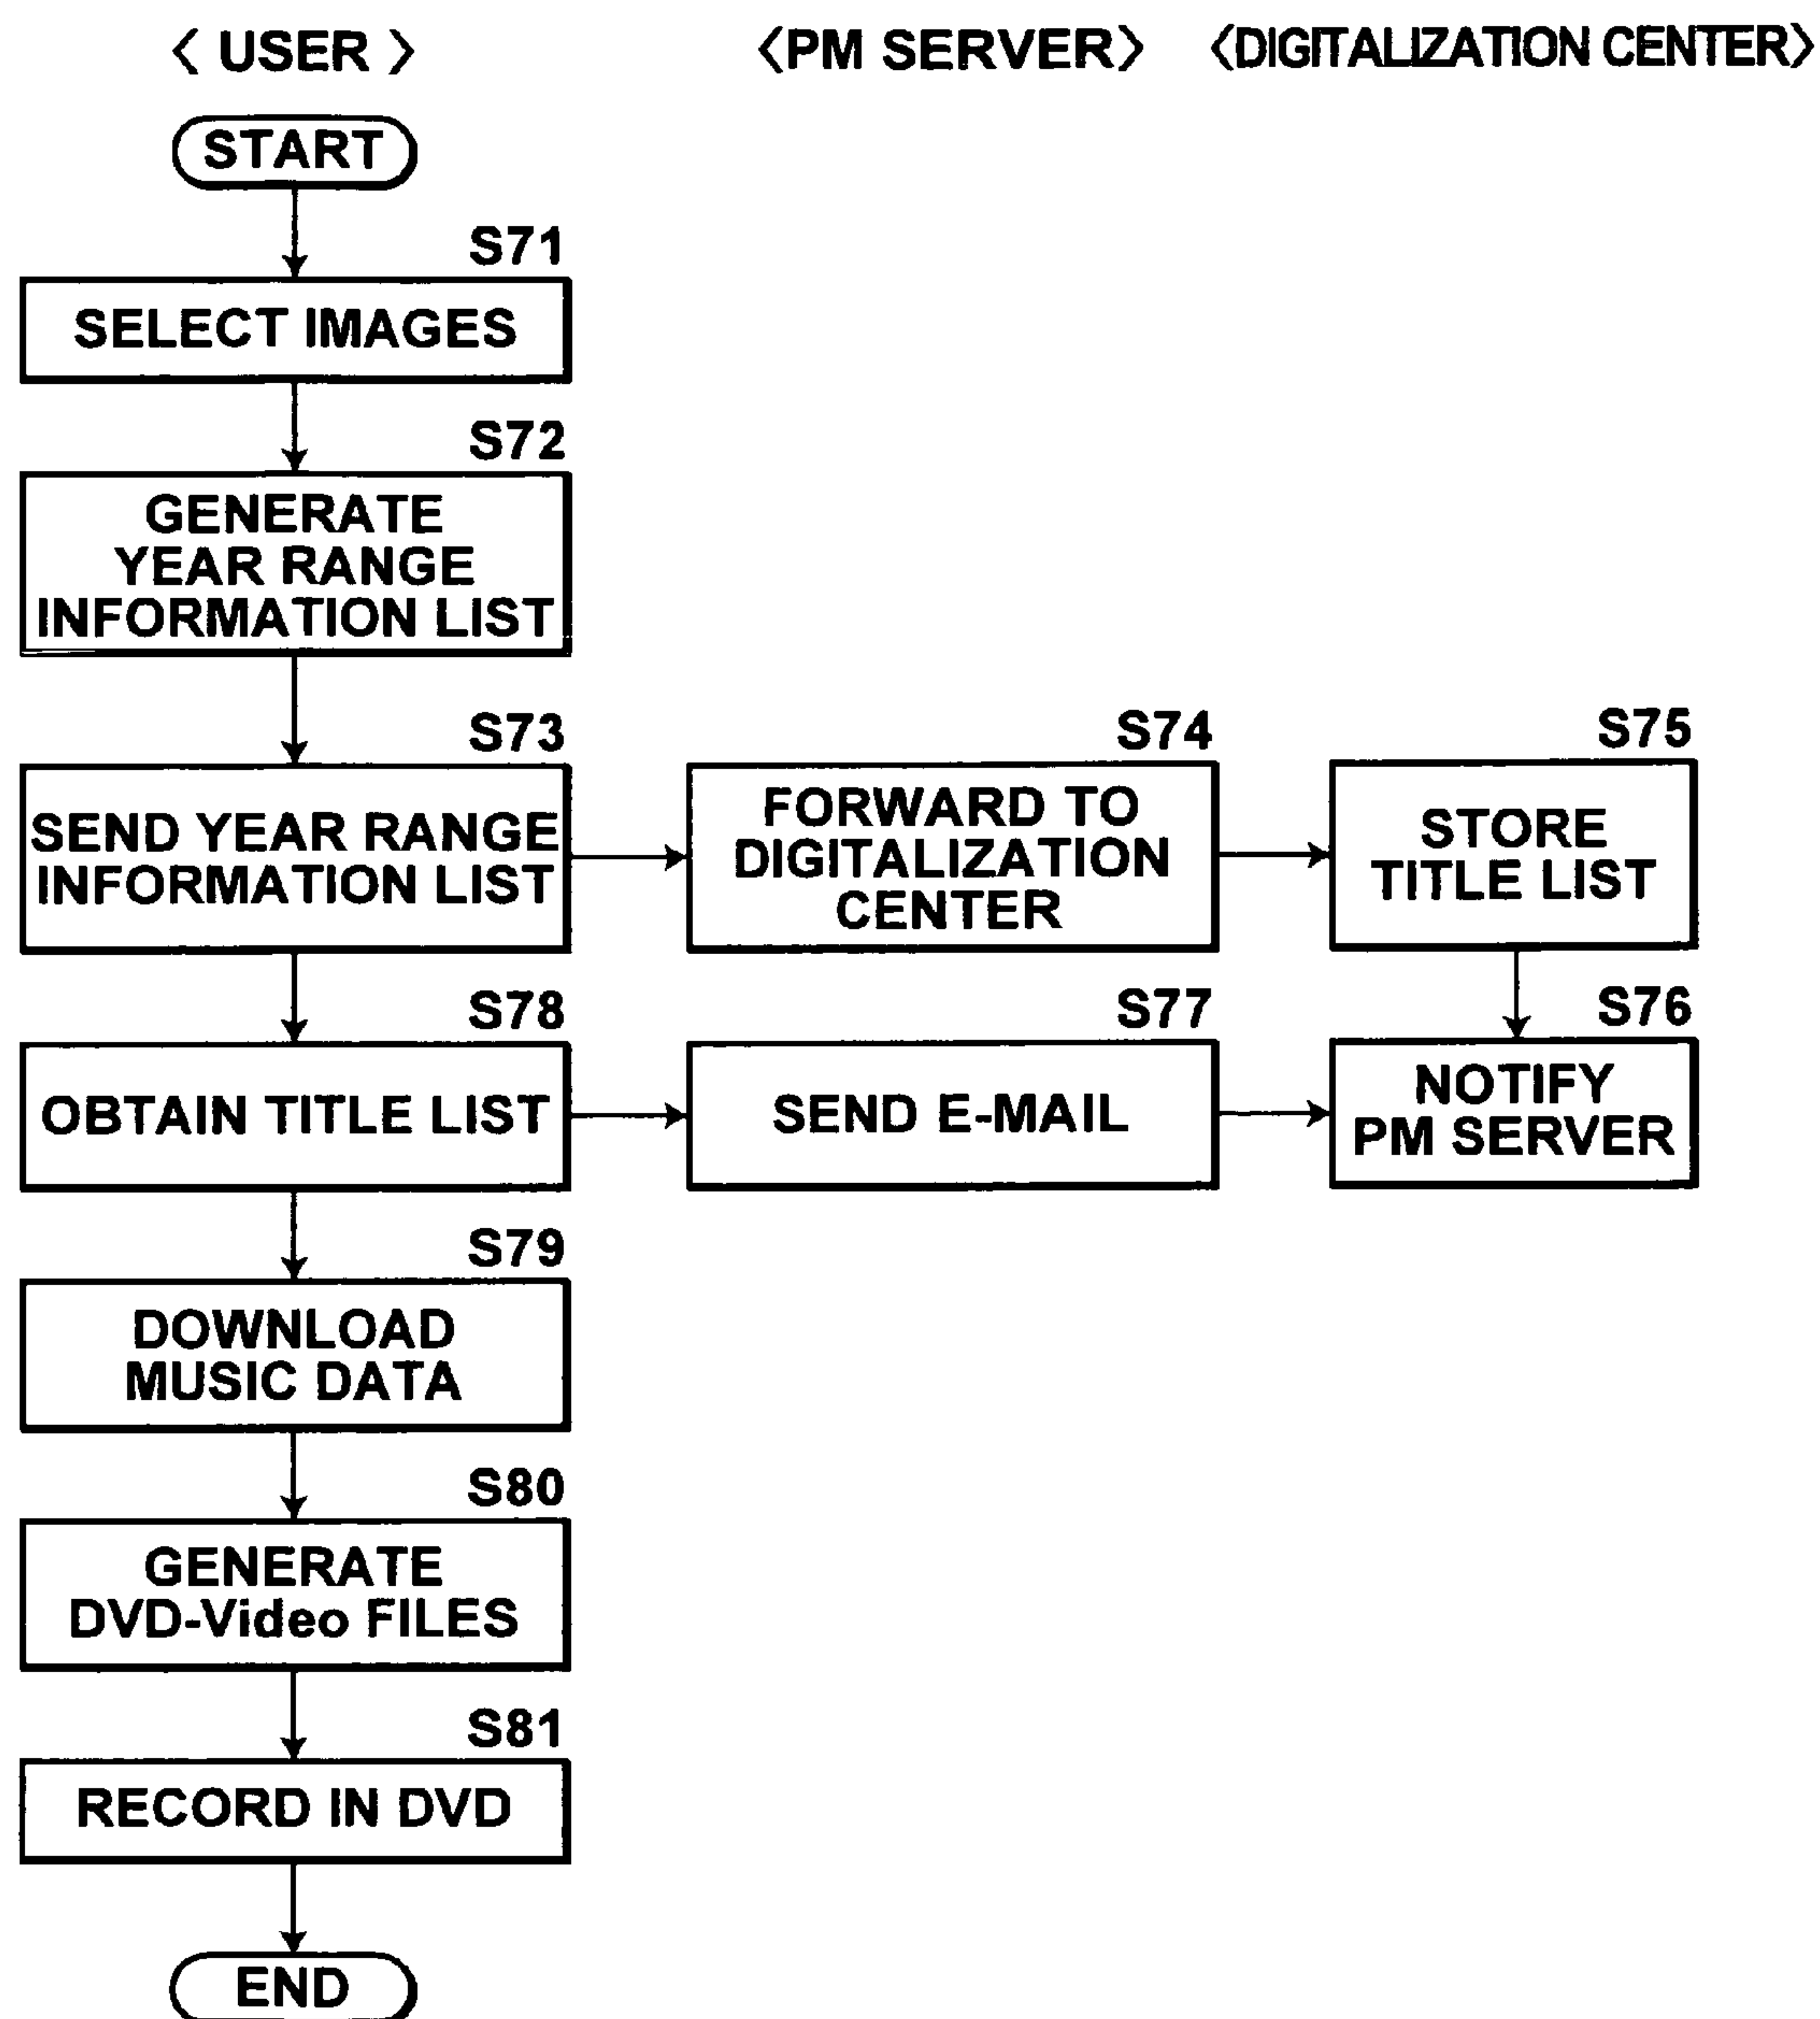 < USER >
<PM SERVER>
<DIGITALIZATION CENTER>
START
S71
SELECT IMAGES
S72
GENERATE
YEAR RANGE
INFORMATION LIST
S73
SEND YEAR RANGE
INFORMATION LIST
S74
FORWARD TO
DIGITALIZATION
CENTER
S75
STORE
TITLE LIST
S78
OBTAIN TITLE LIST
S77
SEND E-MAIL
S76
NOTIFY
PM SERVER
S79
DOWNLOAD
MUSIC DATA
S80
GENERATE
DVD-Video FILES
S81
RECORD IN DVD
END